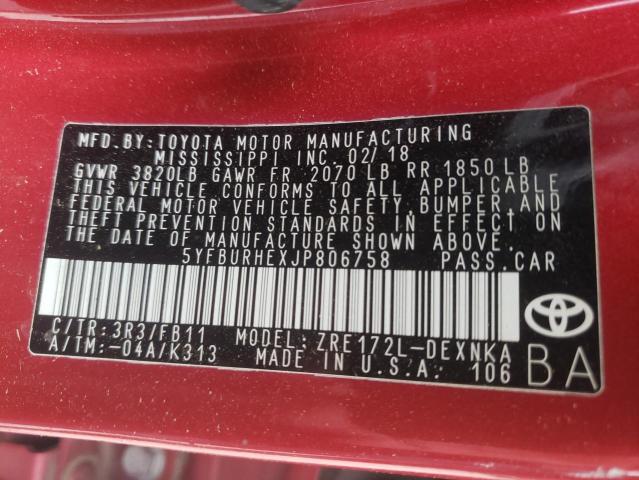 MFD.BY:TOYOTA MOTOR MANUFACTURING
MISSISSIPPI INC. 02/18
GVWR 3820LB GAWR FR 2070 LB RR 1850 LB
THIS VEHICLE CONFORMS TO ALL APPLICABLE
FEDERAL MOTOR VEHICLE SAFETY,BUMPER,AND
THEFT PREVENTION STANDARDS IN EFFECT ON
THE DATE OF MANUFACTURE SHOWN ABOVE.
5YFBURHEXJP806758 PASS.CAR
C/TR:3R3/FB11 MODEL:ZRE172L-DEXNKA
A/TM:-04A/K313 MADE IN U.S.A. 106
BA